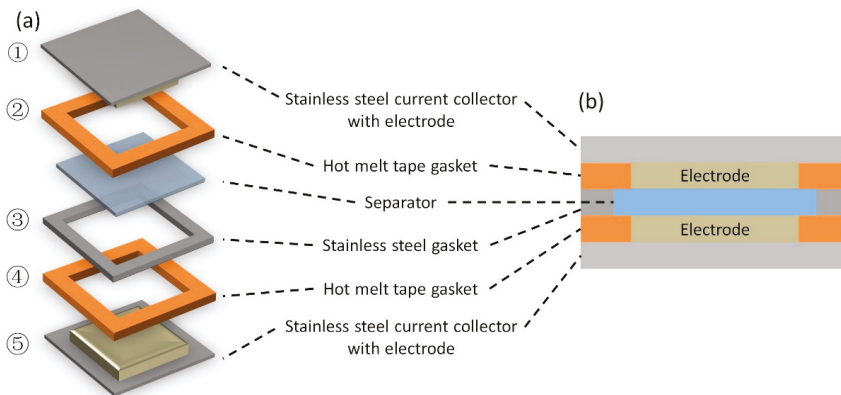 (a)
①
②
③
④
⑤
Stainless steel current collector
with electrode
Hot melt tape gasket
Separator
Stainless steel gasket
Hot melt tape gasket
Stainless steel current collector
with electrode
(b)
Electrode
Electrode